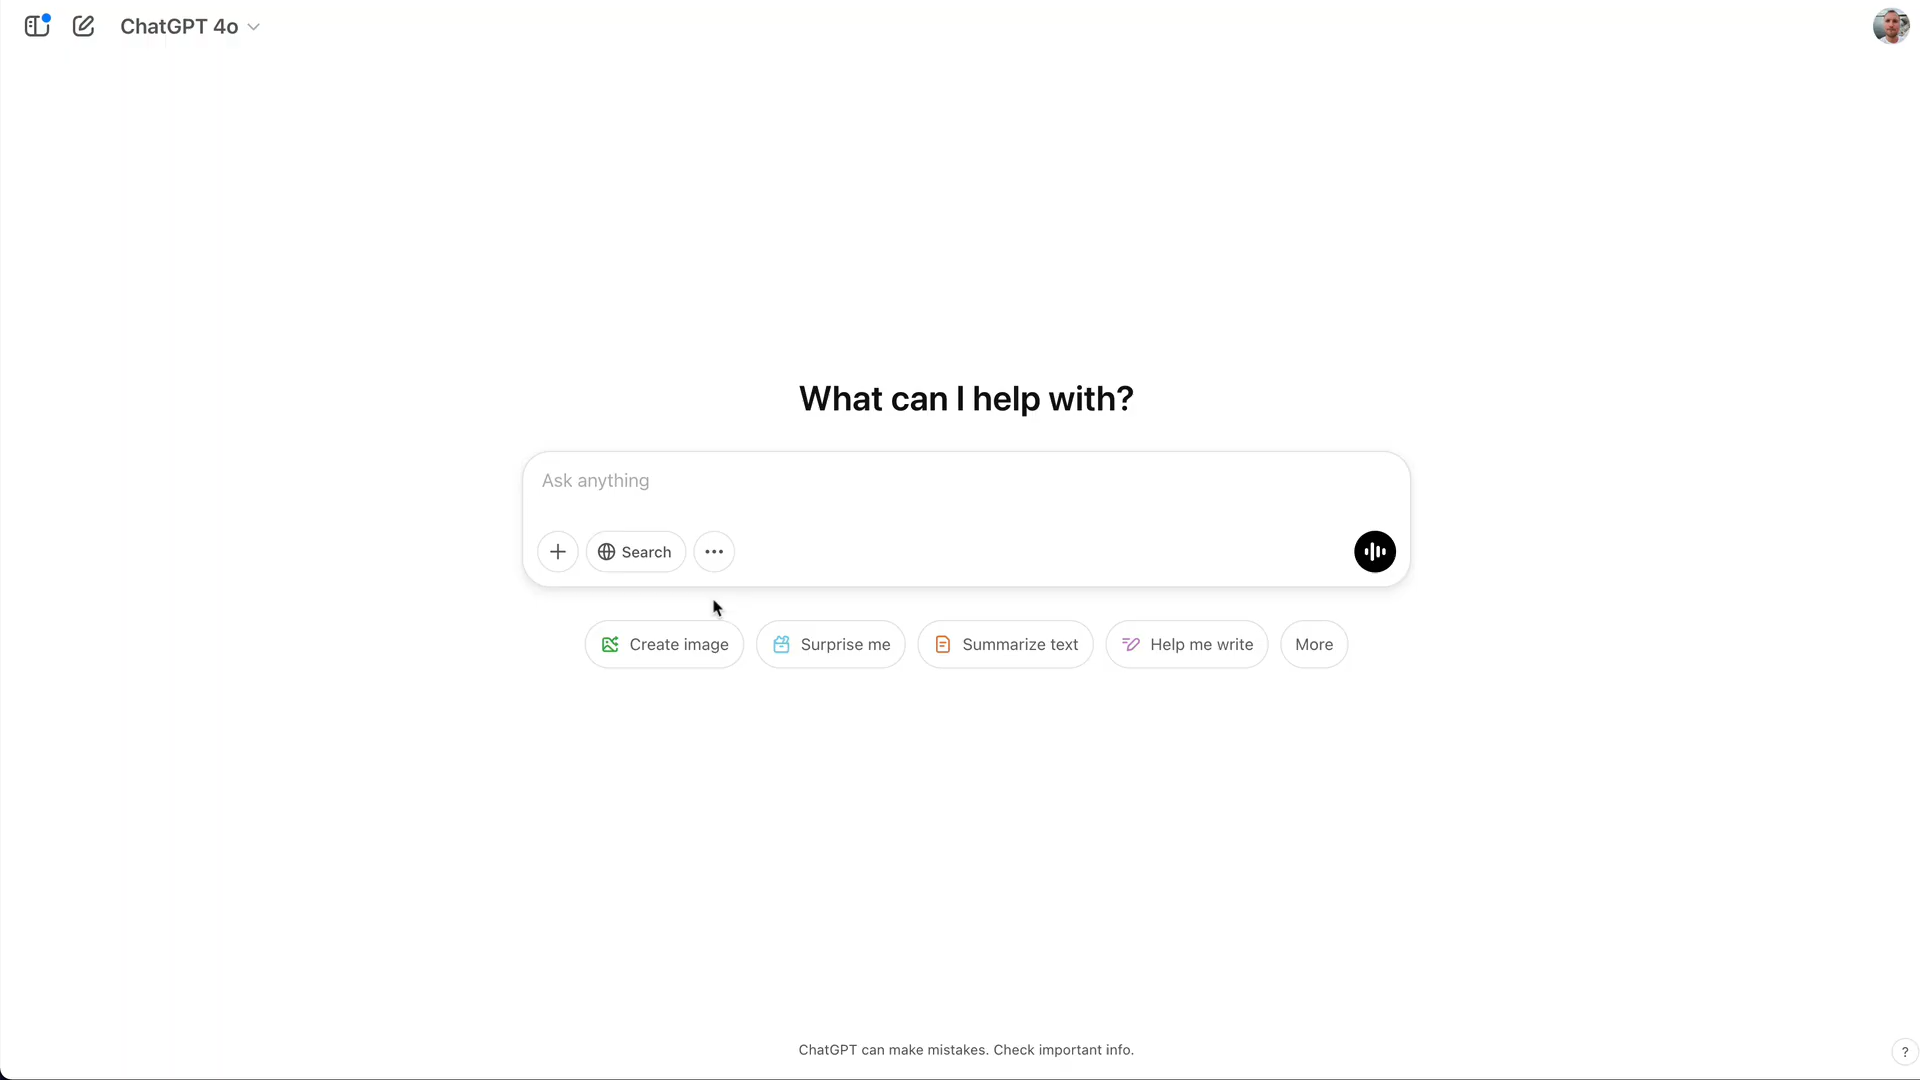 ChatGPT 4o
What can I help with?
Ask anything
Search
Create image
Surprise me
Summarize text
Help me write
More
ChatGPT can make mistakes. Check important info.
?